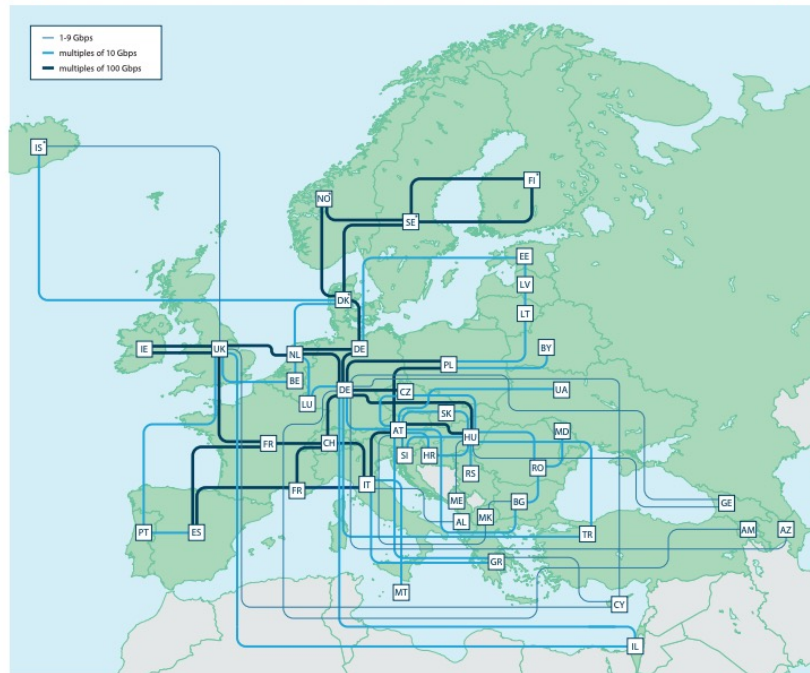 1-9 Gbps
multiples of 10 Gbps
multiples of 100 Gbps
IS
FI
NO
SE
EE
LV
DK
LT
IE
UK
NL
DE
BY
PL
BE
DE
LU
CZ
UA
SK
AT
HU
MD
FR
CH
SI
HR
RO
RS
FR
IT
ME
BG
GE
MK
AL
PT
ES
TR
AM
AZ
GR
MT
CY
IL